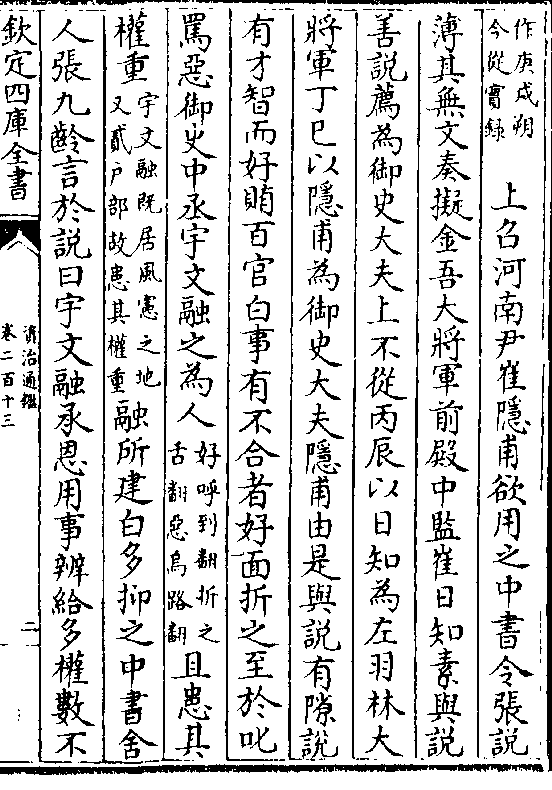 作庚戌朔
今從實録
上召河南尹崔隱甫欲用之中書令張說
薄其無文奏擬金吾大將軍前殿中監崔日知素與說
善説薦為御史大夫上不從丙辰以日知為左羽林大
將軍丁巳以隱甫為御史大夫隱甫由是與說有隙說
有才智而好賄百官白事有不合者好面折之至於叱
罵惡御史中丞宇文融之為人
好呼到翻折之
舌翻惡烏路翻
且患其
權重
宇文融既居風憲之地
又貳户部故患其權重
融所建白多抑之中書舍
人張九齡言於說曰宇文融承恩用事辨給多權數不
欽定四庫全書
資治通鑑
卷二百十三
二